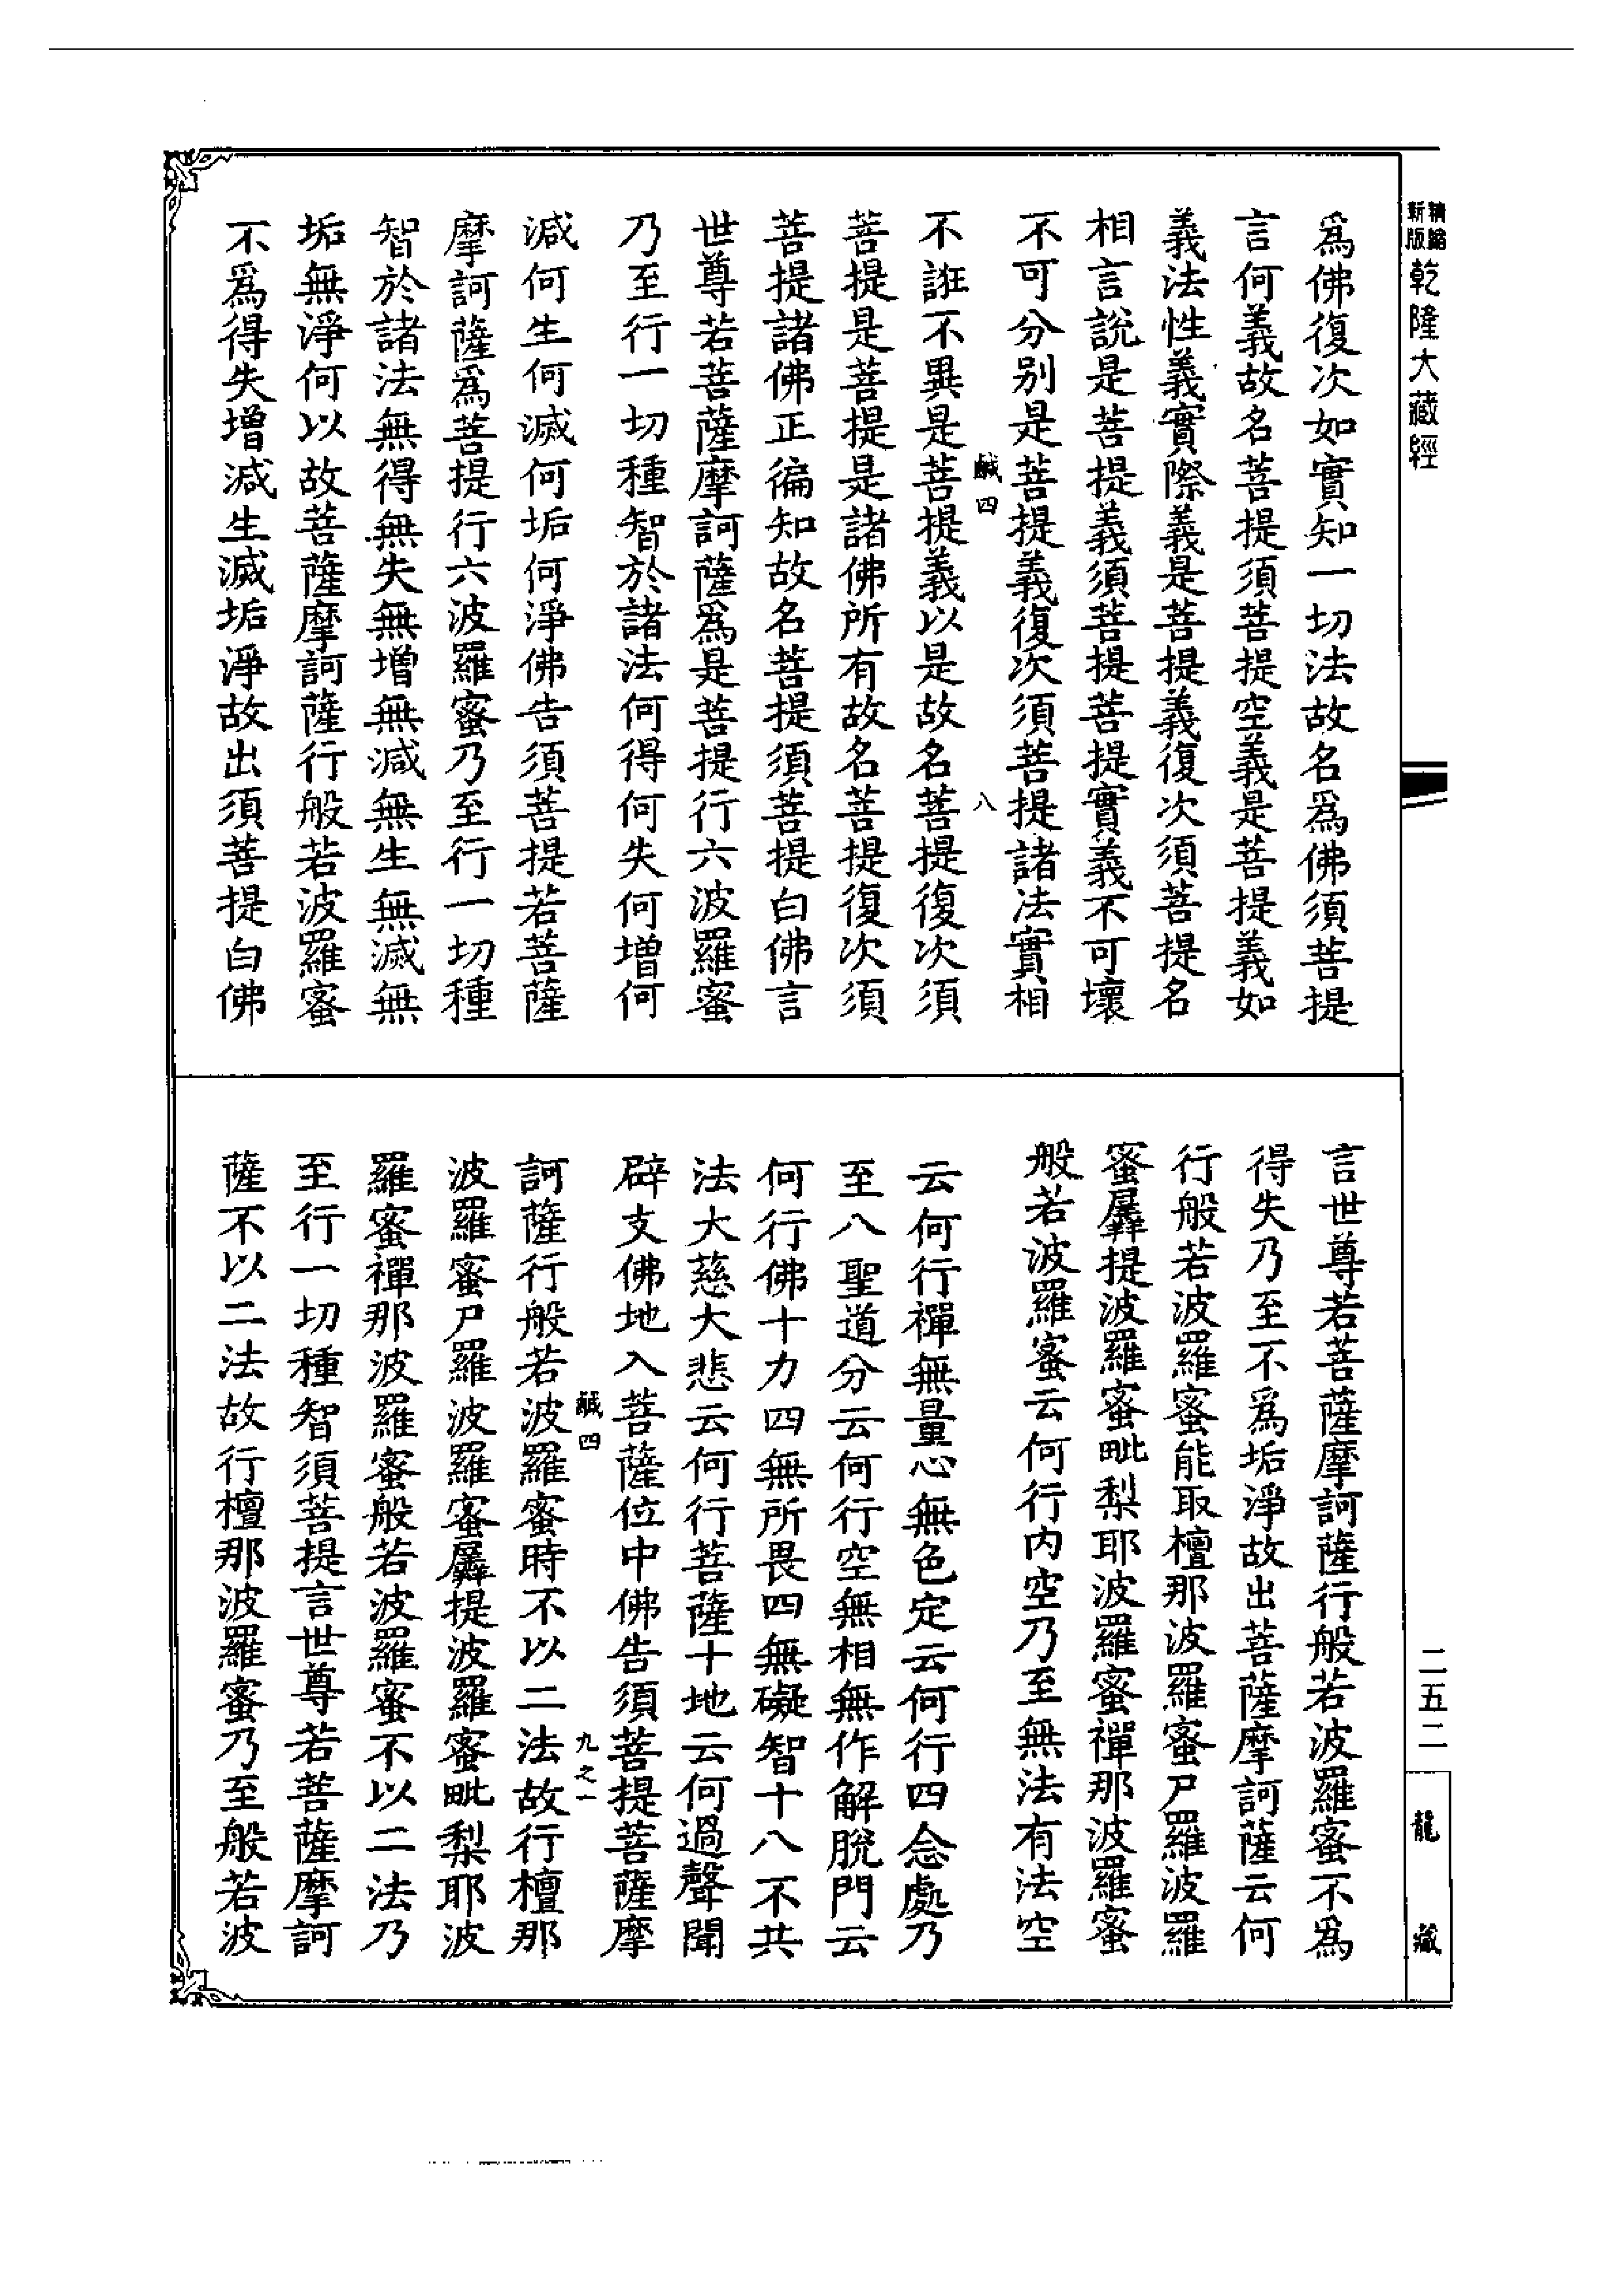 精縮
新版
乾隆大藏經
為佛復次如實知一切法故名為佛須菩提
言何義故名菩提須菩提空義是菩提義如
義法性義實際義是菩提義復次須菩提名
相言說是菩提義須菩提菩提實義不可壞
不可分別是菩提義復次須菩提諸法實相
鹹四
八
不誑不異是菩提義以是故名菩提復次須
菩提是菩提是諸佛所有故名菩提復次須
菩提諸佛正徧知故名菩提須菩提白佛言
世尊若菩薩摩訶薩為是菩提行六波羅蜜
乃至行一切種智於諸法何得何失何增何
減何生何滅何垢何淨佛告須菩提若菩薩
摩訶薩為菩提行六波羅蜜乃至行一切種
智於諸法無得無失無增無減無生無滅無
垢無淨何以故菩薩摩訶薩行般若波羅蜜
不為得失增減生滅垢淨故出須菩提白佛
言世尊若菩薩摩訶薩行般若波羅蜜不為
得失乃至不為垢淨故出菩薩摩訶薩云何
行般若波羅蜜能取檀那波羅蜜尸羅波羅
蜜羼提波羅蜜毗梨耶波羅蜜禪那波羅蜜
般若波羅蜜云何行內空乃至無法有法空
云何行禪無量心無色定云何行四念處乃
至八聖道分云何行空無相無作解脫門云
何行佛十力四無所畏四無礙智十八不共
法大慈大悲云何行菩薩十地云何過聲聞
辟支佛地入菩薩位中佛告須菩提菩薩摩
鹹四
九之一
訶薩行般若波羅蜜時不以二法故行檀那
波羅蜜尸羅波羅蜜羼提波羅蜜毗梨耶波
羅蜜禪那波羅蜜般若波羅蜜不以二法乃
至行一切種智須菩提言世尊若菩薩摩訶
薩不以二法故行檀那波羅蜜乃至般若波
二五二
龍藏